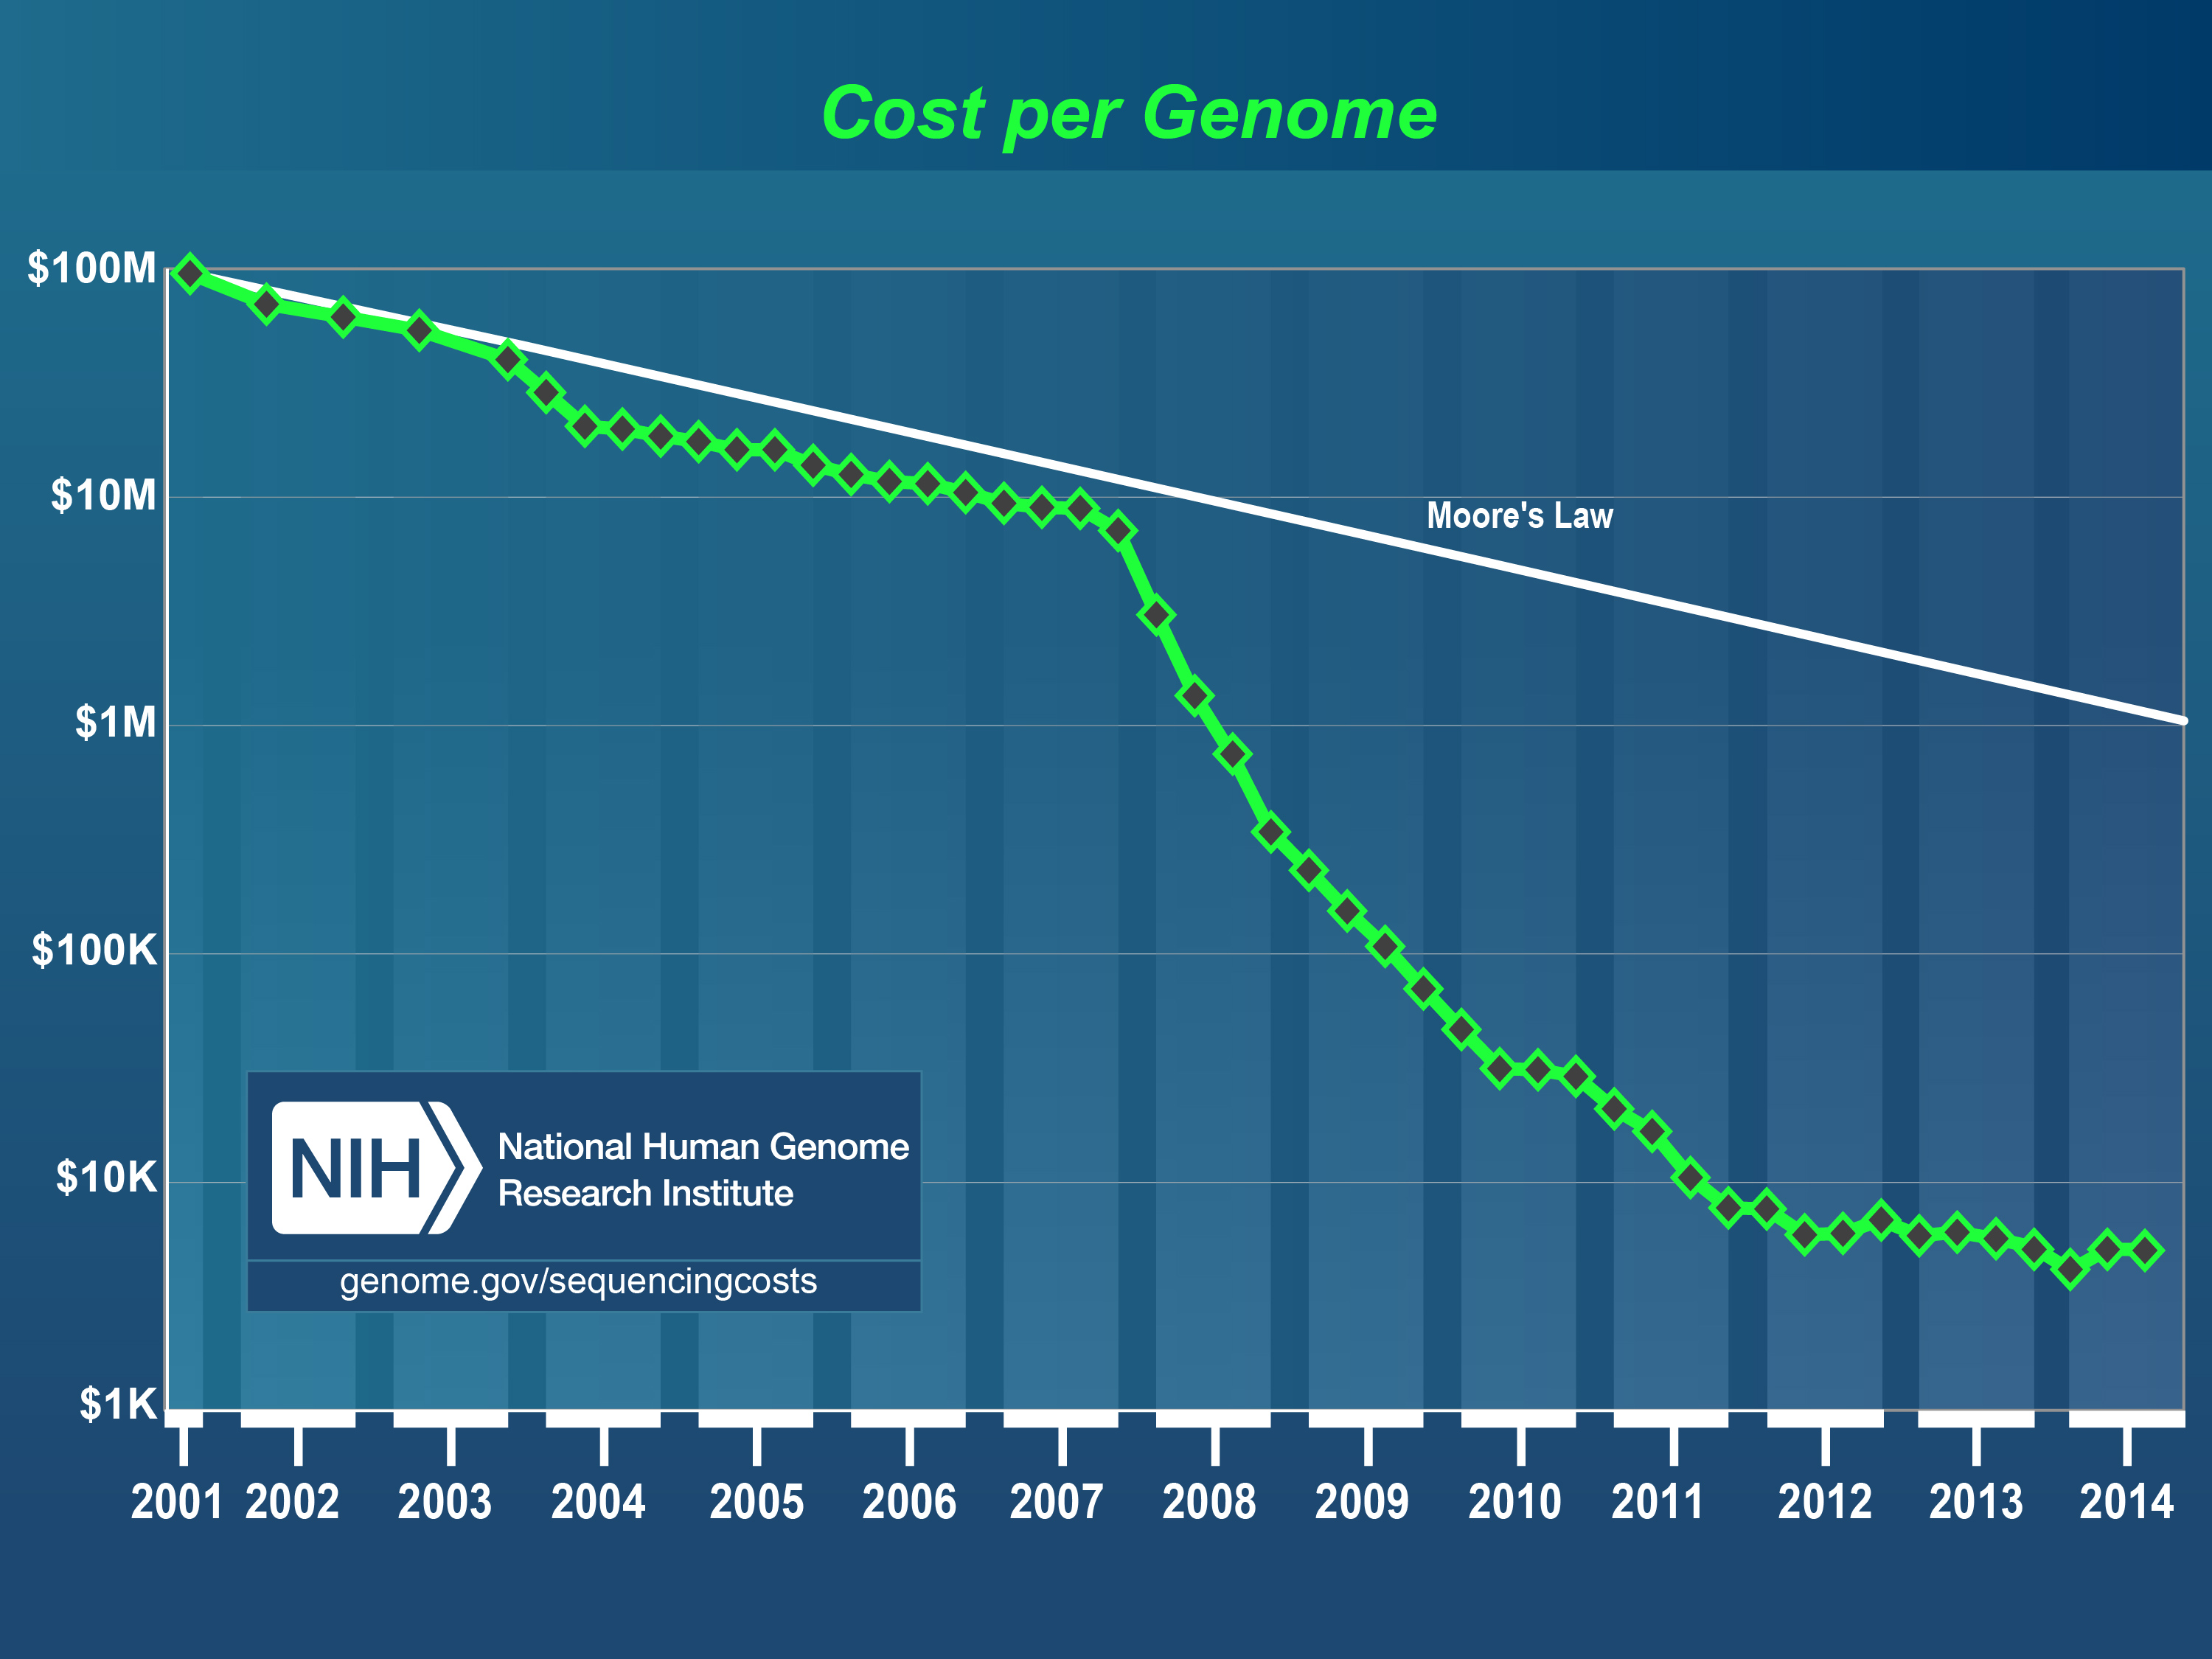 Cost per Genome
$100M
$10M
Moore's Law
$1M
$100K
$10K
$1K
NIH
National Human Genome
Research Institute
genome.gov/sequencingcosts
2001 2002 2003 2004 2005 2006 2007 2008 2009 2010 2011 2012 2013 2014